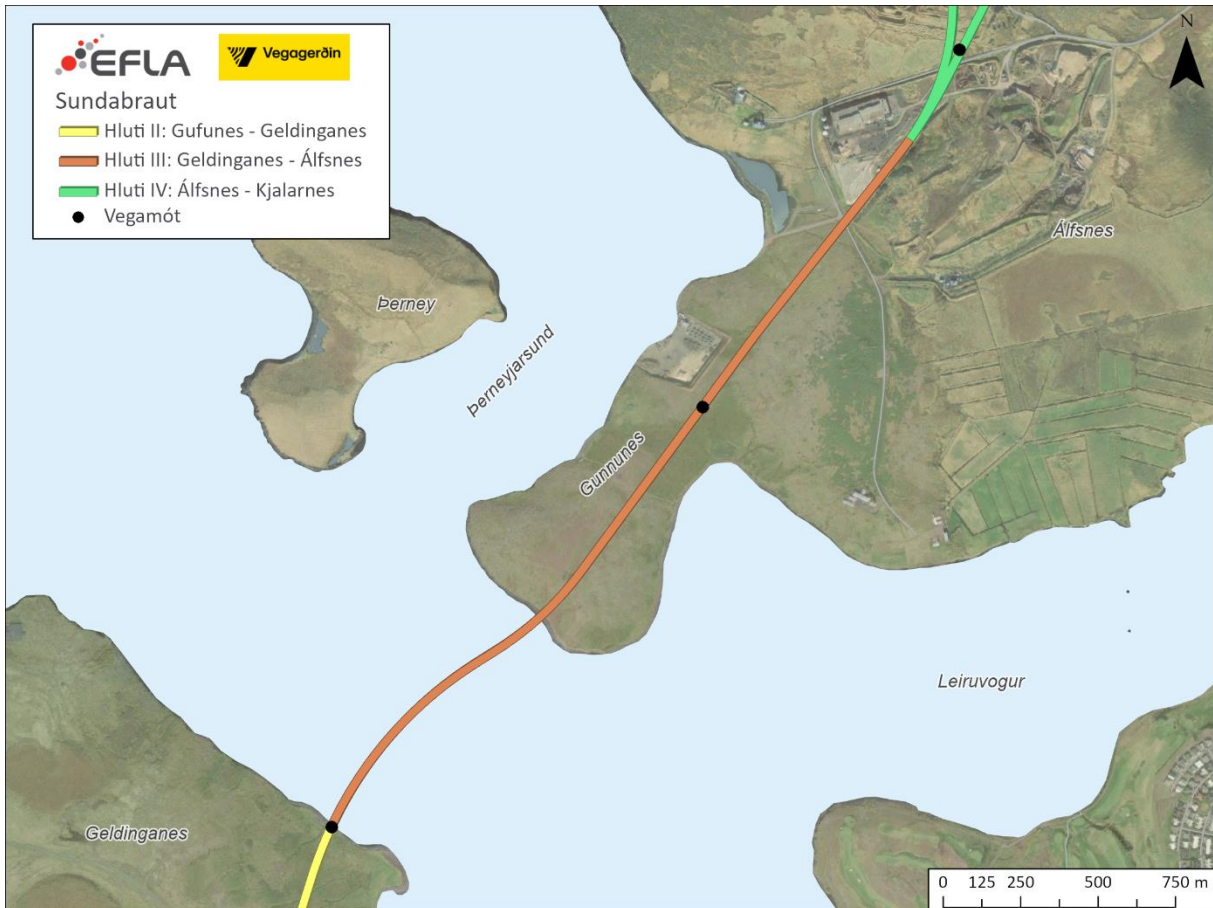 EFLA
Vegagerðin
Sundabraut
Hluti II: Gufunes - Geldinganes
Hluti III: Geldinganes - Álfsnes
Hluti IV: Álfsnes - Kjalarnes
Vegamót
N
Álfsnes
Þerney
Þerneyjarsund
Gunnunes
Leiruvogur
Geldinganes
0 125 250 500 750 m